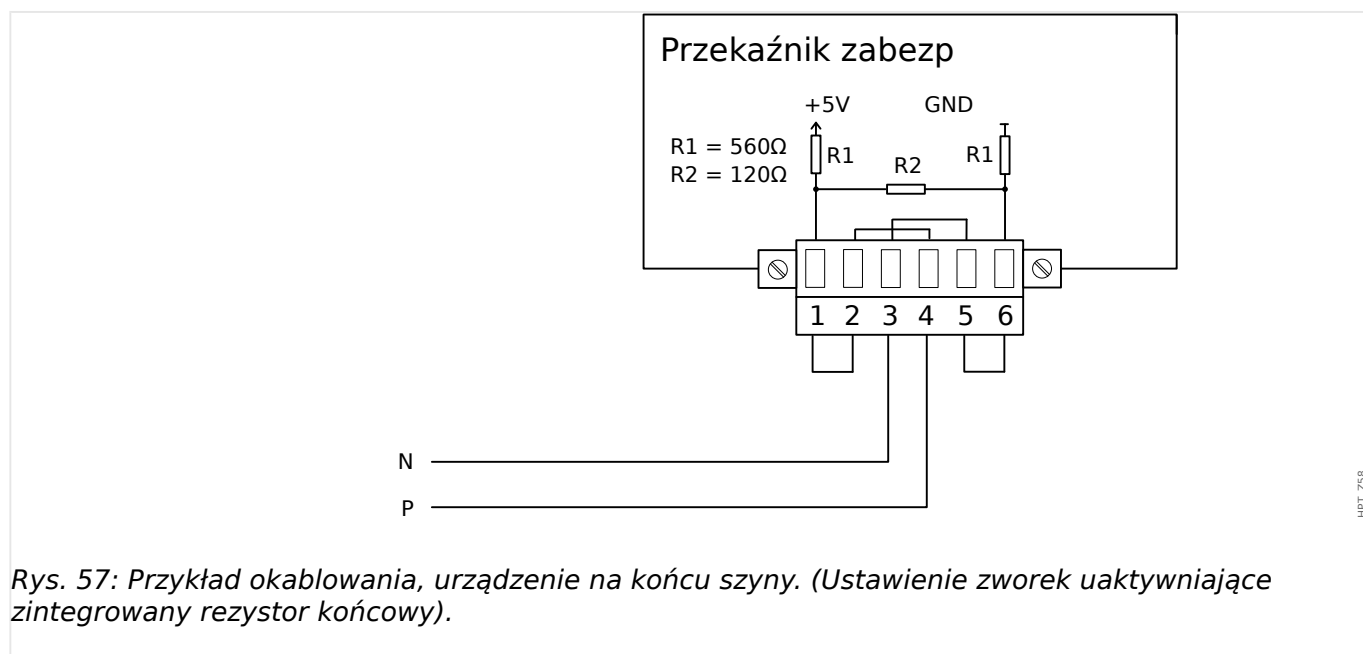 Przekaźnik zabezp
+5V GND
R1 = 560Ω
R2 = 120Ω
R1 R2 R1
1 2 3 4 5 6
N
P
HPT_Z58
Rys. 57: Przykład okablowania, urządzenie na końcu szyny. (Ustawienie zworek uaktywniające
zintegrowany rezystor końcowy).